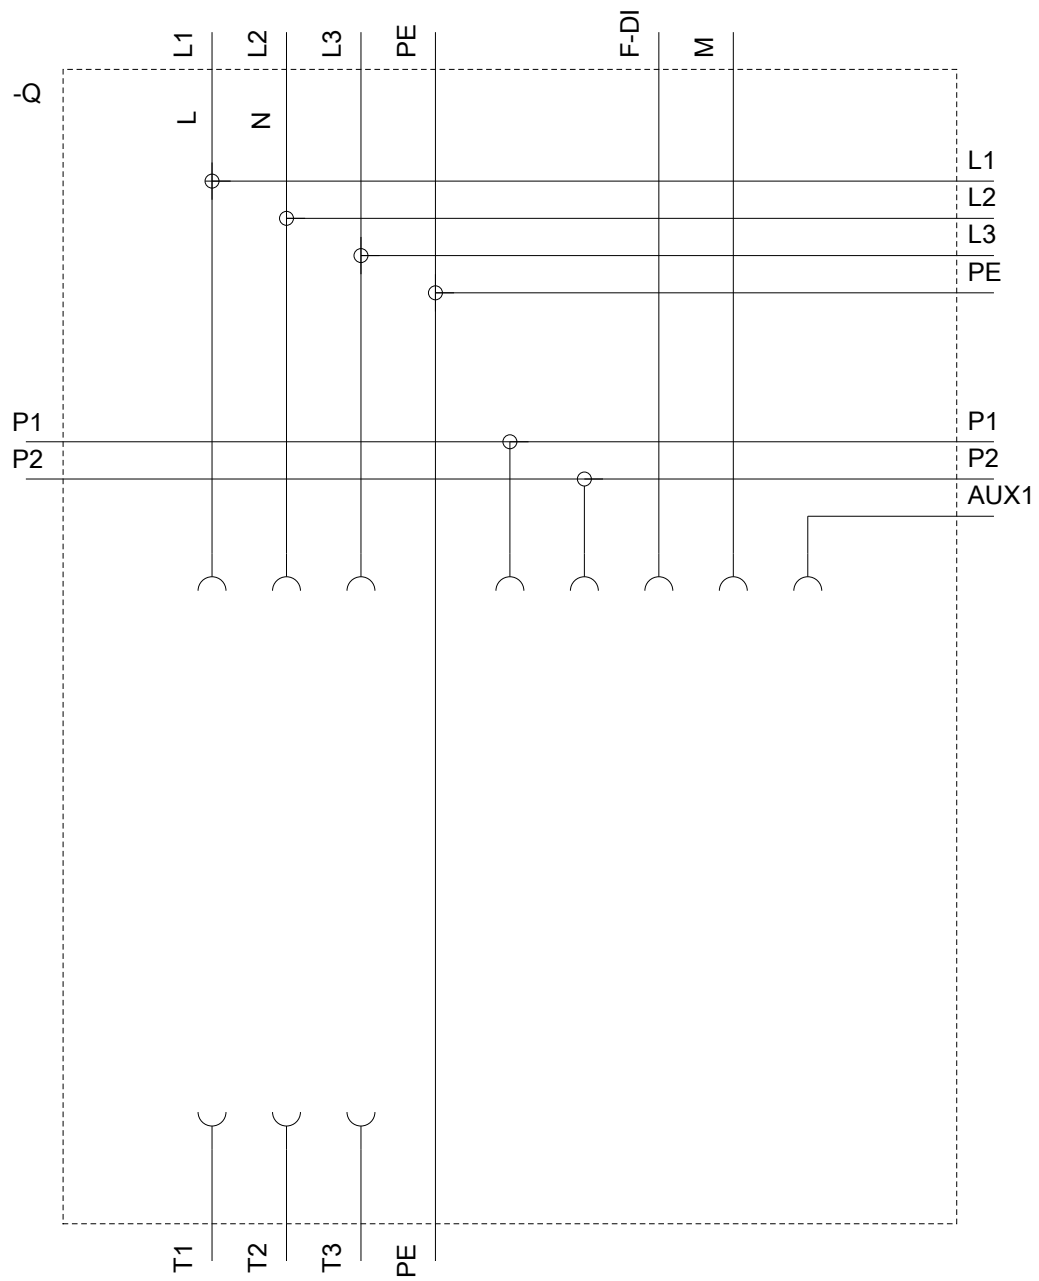 L1 L2 L3 PE F-DI M
-Q
L N
L1
L2
L3
PE
P1 P1
P2 P2
AUX1
T1 T2 T3 PE